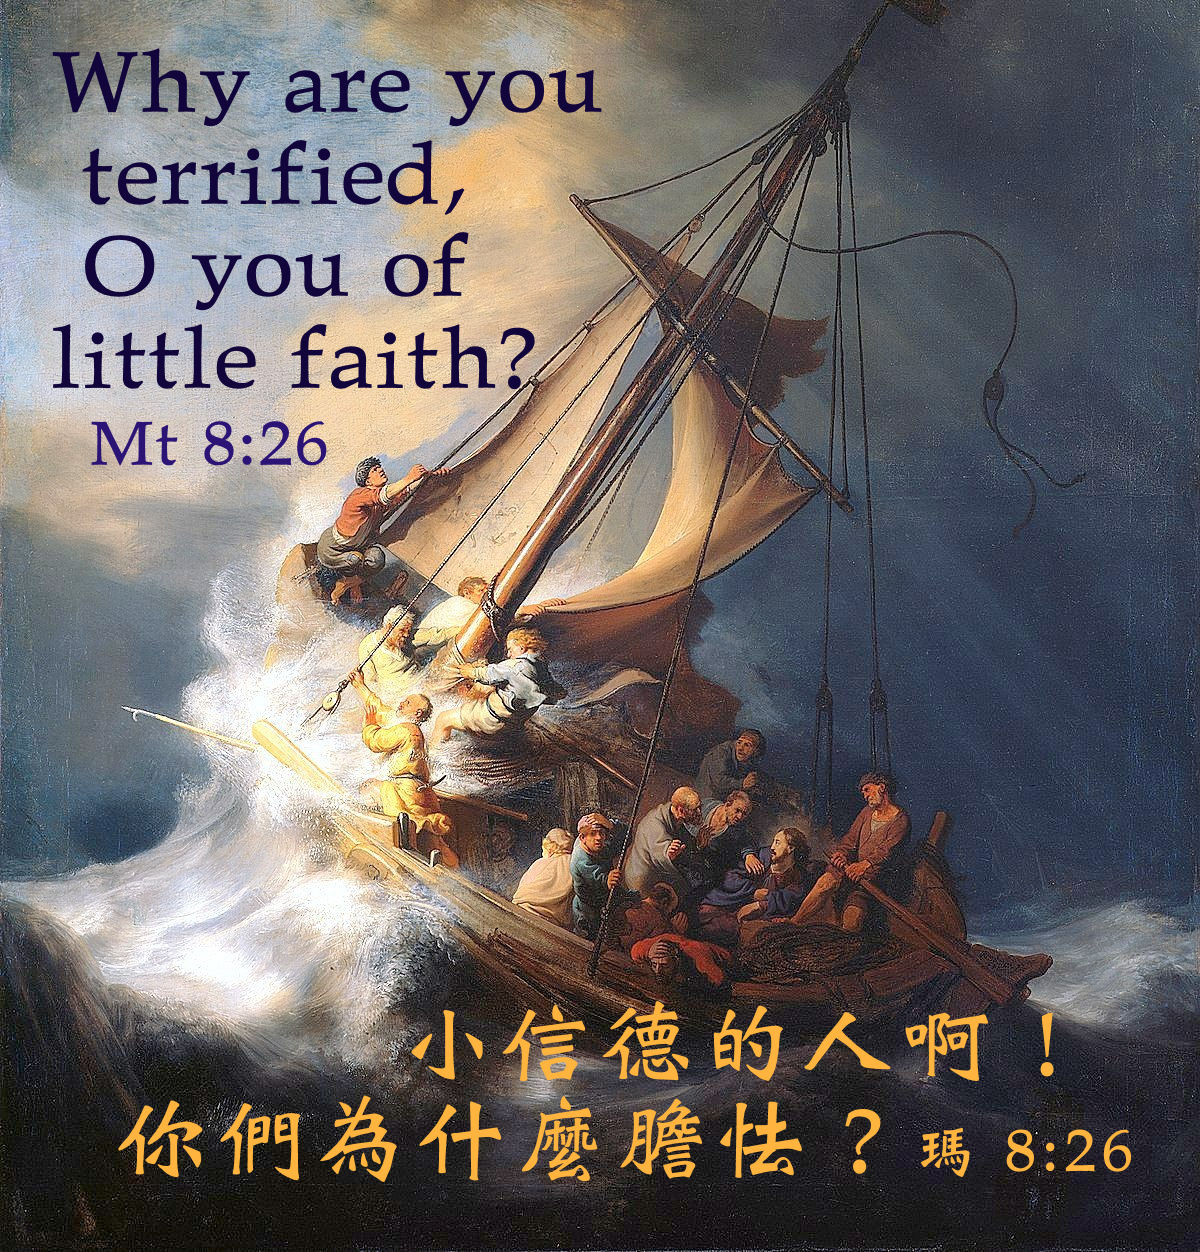 Why are you
terrified,
O you of
little faith?
Mt 8:26
小信德的人啊！
你們為什麼膽怯？瑪 8:26